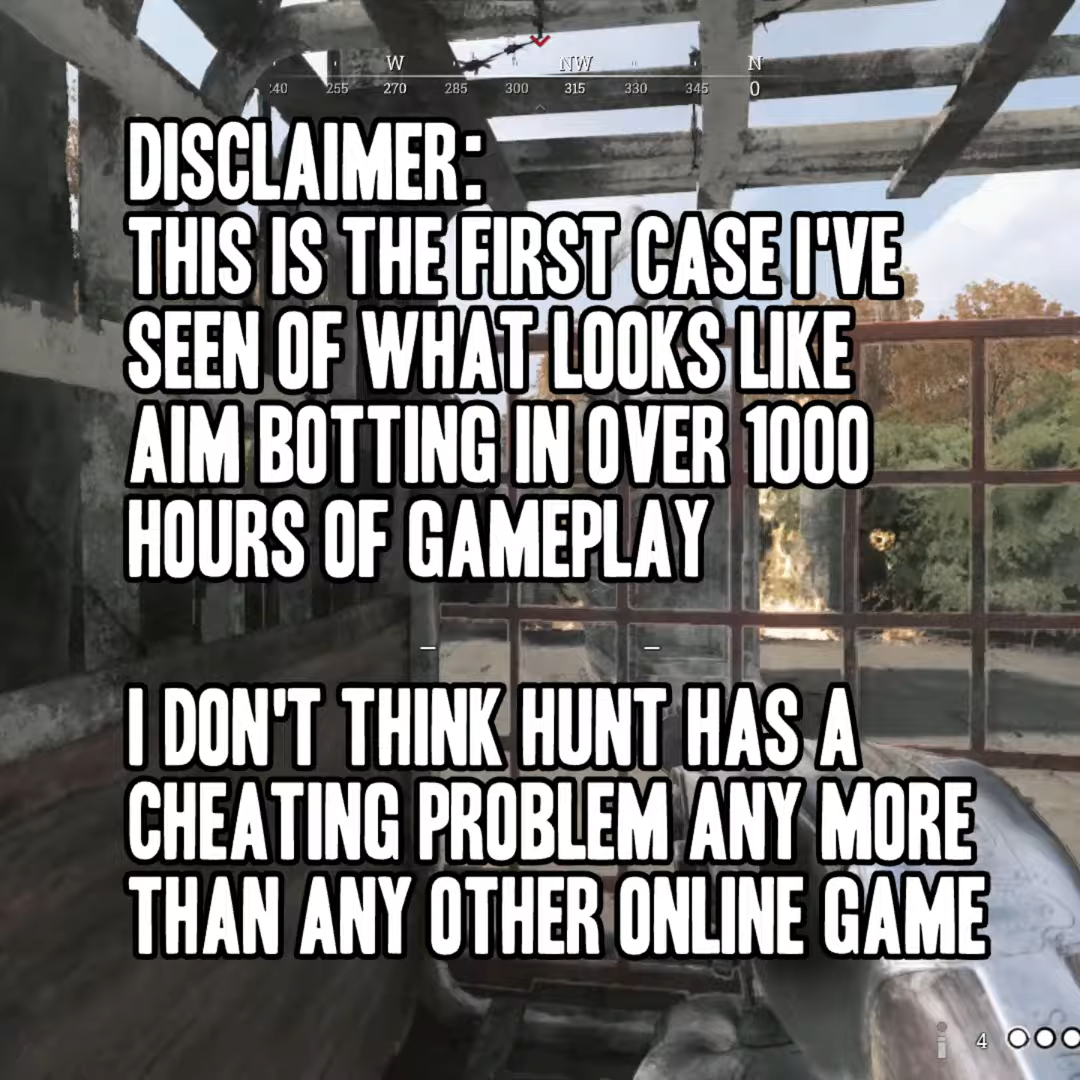 W NW N
240 255 270 285 300 315 330 345 0
DISCLAIMER:
THIS IS THE FIRST CASE I'VE
SEEN OF WHAT LOOKS LIKE
AIM BOTTING IN OVER 1000
HOURS OF GAMEPLAY
I DON'T THINK HUNT HAS A
CHEATING PROBLEM ANY MORE
THAN ANY OTHER ONLINE GAME
4